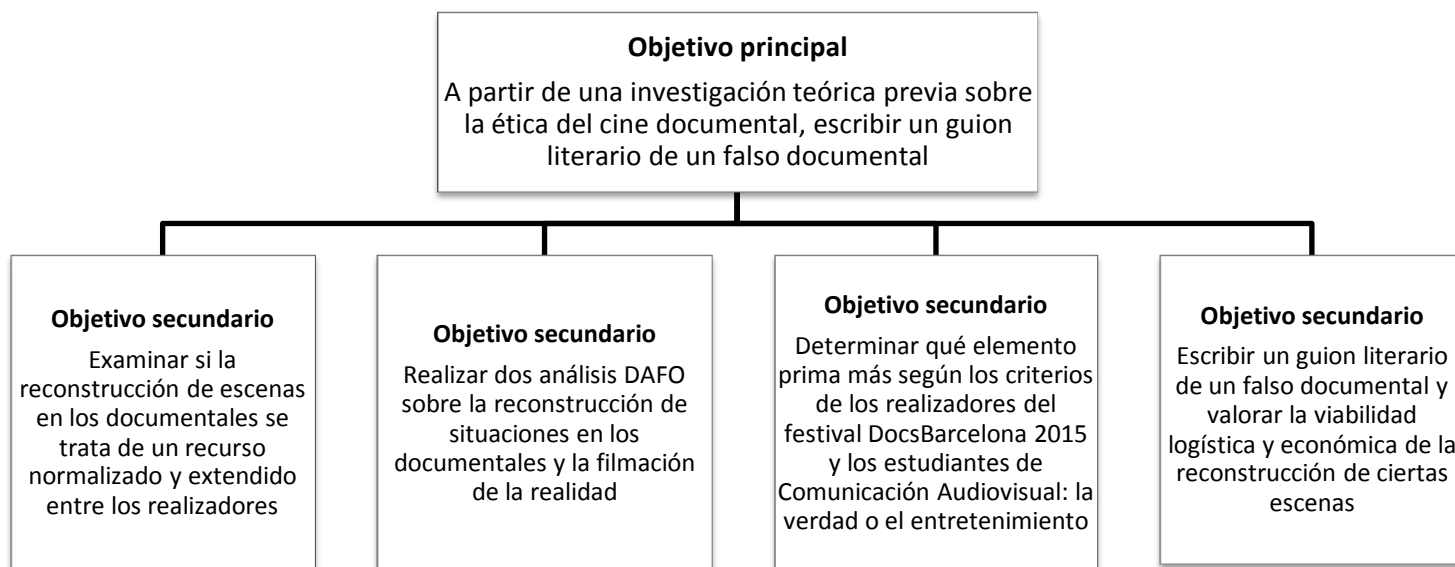 Objetivo principal
A partir de una investigación teórica previa sobre
la ética del cine documental, escribir un guion
literario de un falso documental
Objetivo secundario
Examinar si la
reconstrucción de escenas
en los documentales se
trata de un recurso
normalizado y extendido
entre los realizadores
Objetivo secundario
Realizar dos análisis DAFO
sobre la reconstrucción de
situaciones en los
documentales y la filmación
de la realidad
Objetivo secundario
Determinar qué elemento
prima más según los criterios
de los realizadores del
festival DocsBarcelona 2015
y los estudiantes de
Comunicación Audiovisual: la
verdad o el entretenimiento
Objetivo secundario
Escribir un guion literario
de un falso documental y
valorar la viabilidad
logística y económica de la
reconstrucción de ciertas
escenas